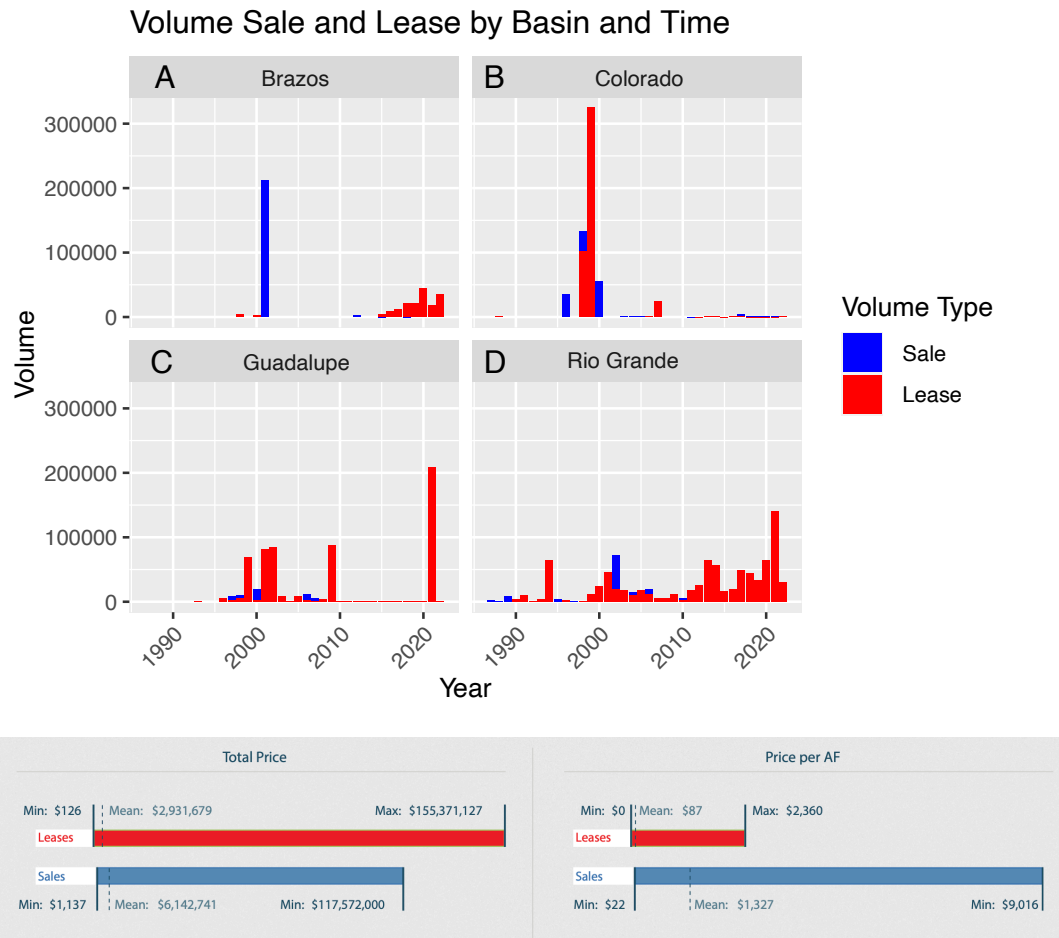 Volume Sale and Lease by Basin and Time
A Brazos
B Colorado
300000
200000
100000
0
C Guadalupe
D Rio Grande
300000
200000
100000
0
1990 2000 2010 2020
1990 2000 2010 2020
Volume
Year
Volume Type
Sale
Lease
Total Price
Min: $126 Mean: $2,931,679 Max: $155,371,127
Leases
Sales
Min: $1,137 Mean: $6,142,741 Min: $117,572,000
Price per AF
Min: $0 Mean: $87 Max: $2,360
Leases
Sales
Min: $22 Mean: $1,327 Min: $9,016